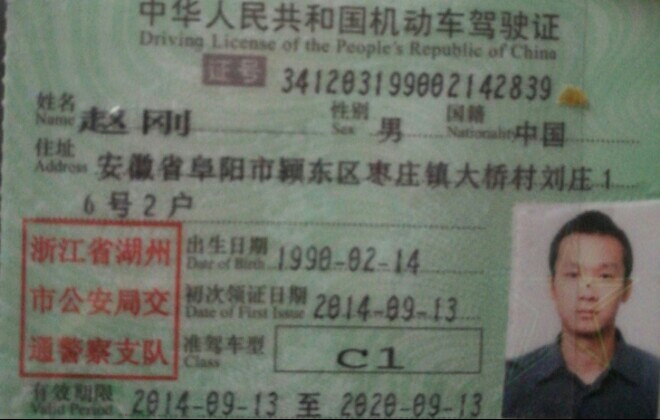 中华人民共和国机动车驾驶证
Driving License of the People's Republic of China
证号 341203199002142839
姓名 Name 赵刚 性别 Sex 男 国籍 Nationality 中国
住址 Address 安徽省阜阳市颍东区枣庄镇大桥村刘庄1
6号2户
浙江省湖州
市公安局交
通警察支队
出生日期 Date of Birth 1990-02-14
初次领证日期 Date of First Issue 2014-09-13
准驾车型 Class C1
有效期限 Valid Period 2014-09-13 至 2020-09-13